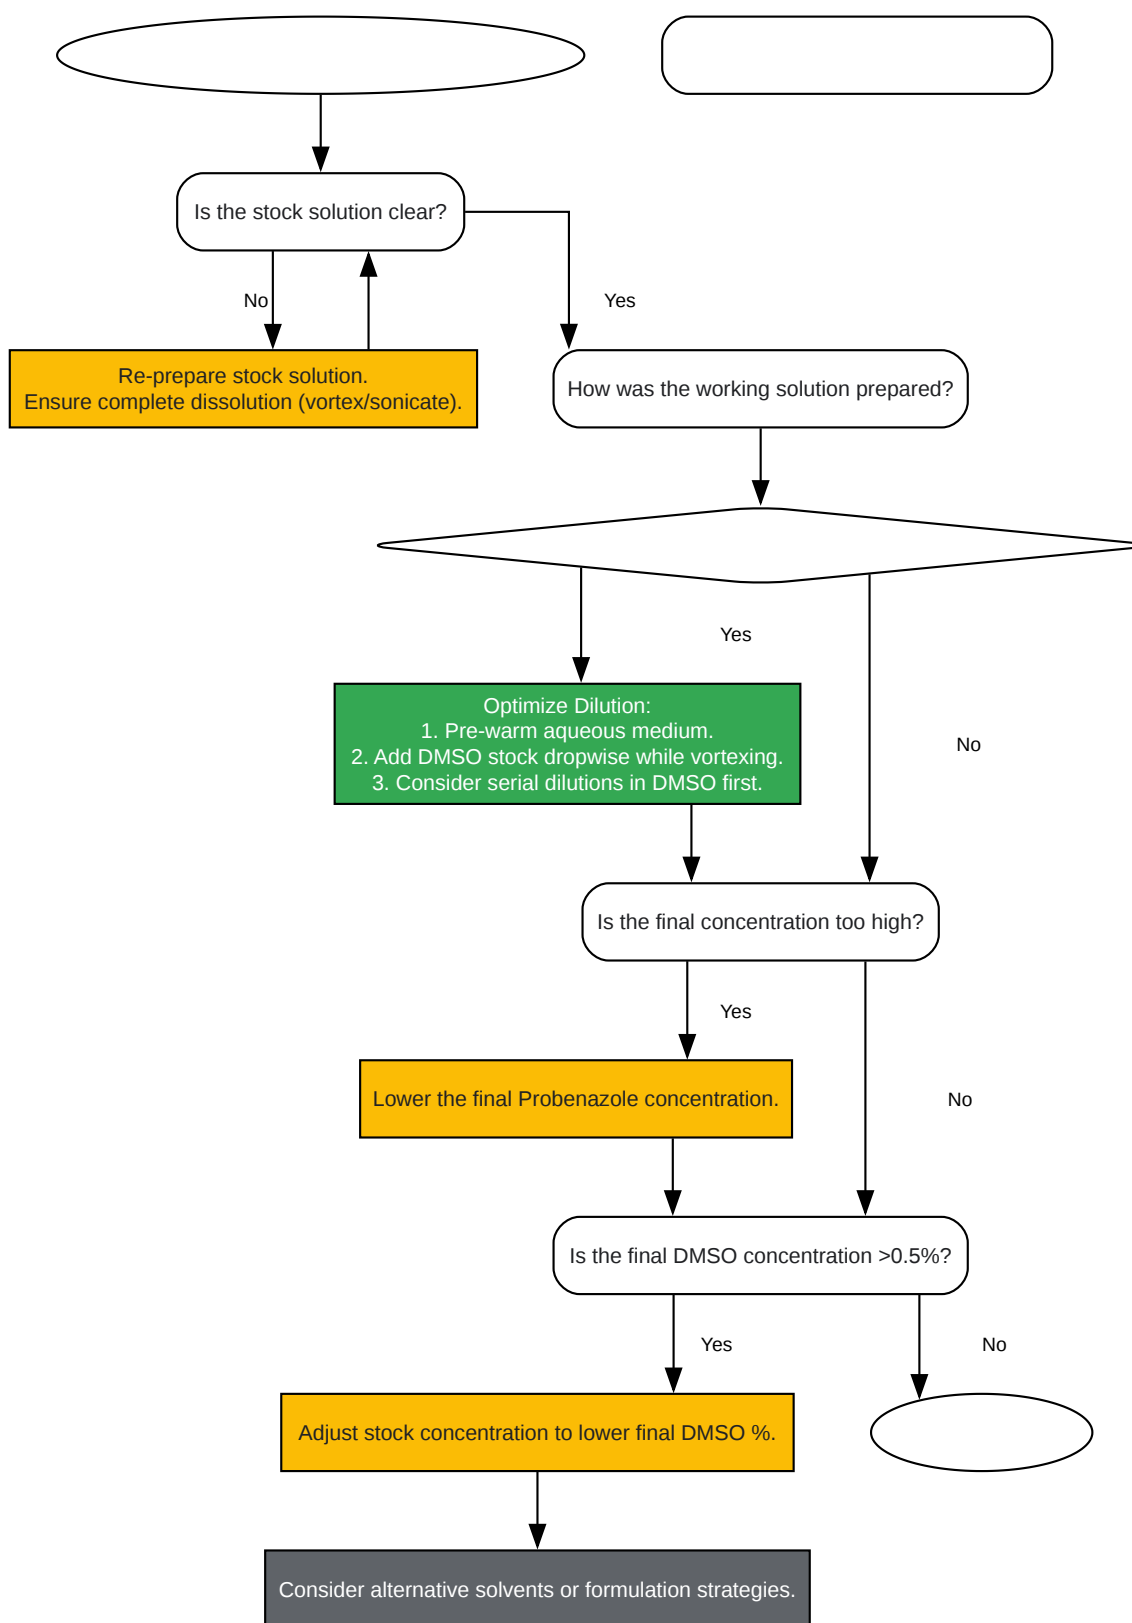 Is the stock solution clear?
No
Yes
Re-prepare stock solution.
Ensure complete dissolution (vortex/sonicate).
How was the working solution prepared?
Yes
Optimize Dilution:
1. Pre-warm aqueous medium.
2. Add DMSO stock dropwise while vortexing.
3. Consider serial dilutions in DMSO first.
No
Is the final concentration too high?
Yes
Lower the final Probenazole concentration.
No
Is the final DMSO concentration >0.5%?
Yes
No
Adjust stock concentration to lower final DMSO %.
Consider alternative solvents or formulation strategies.